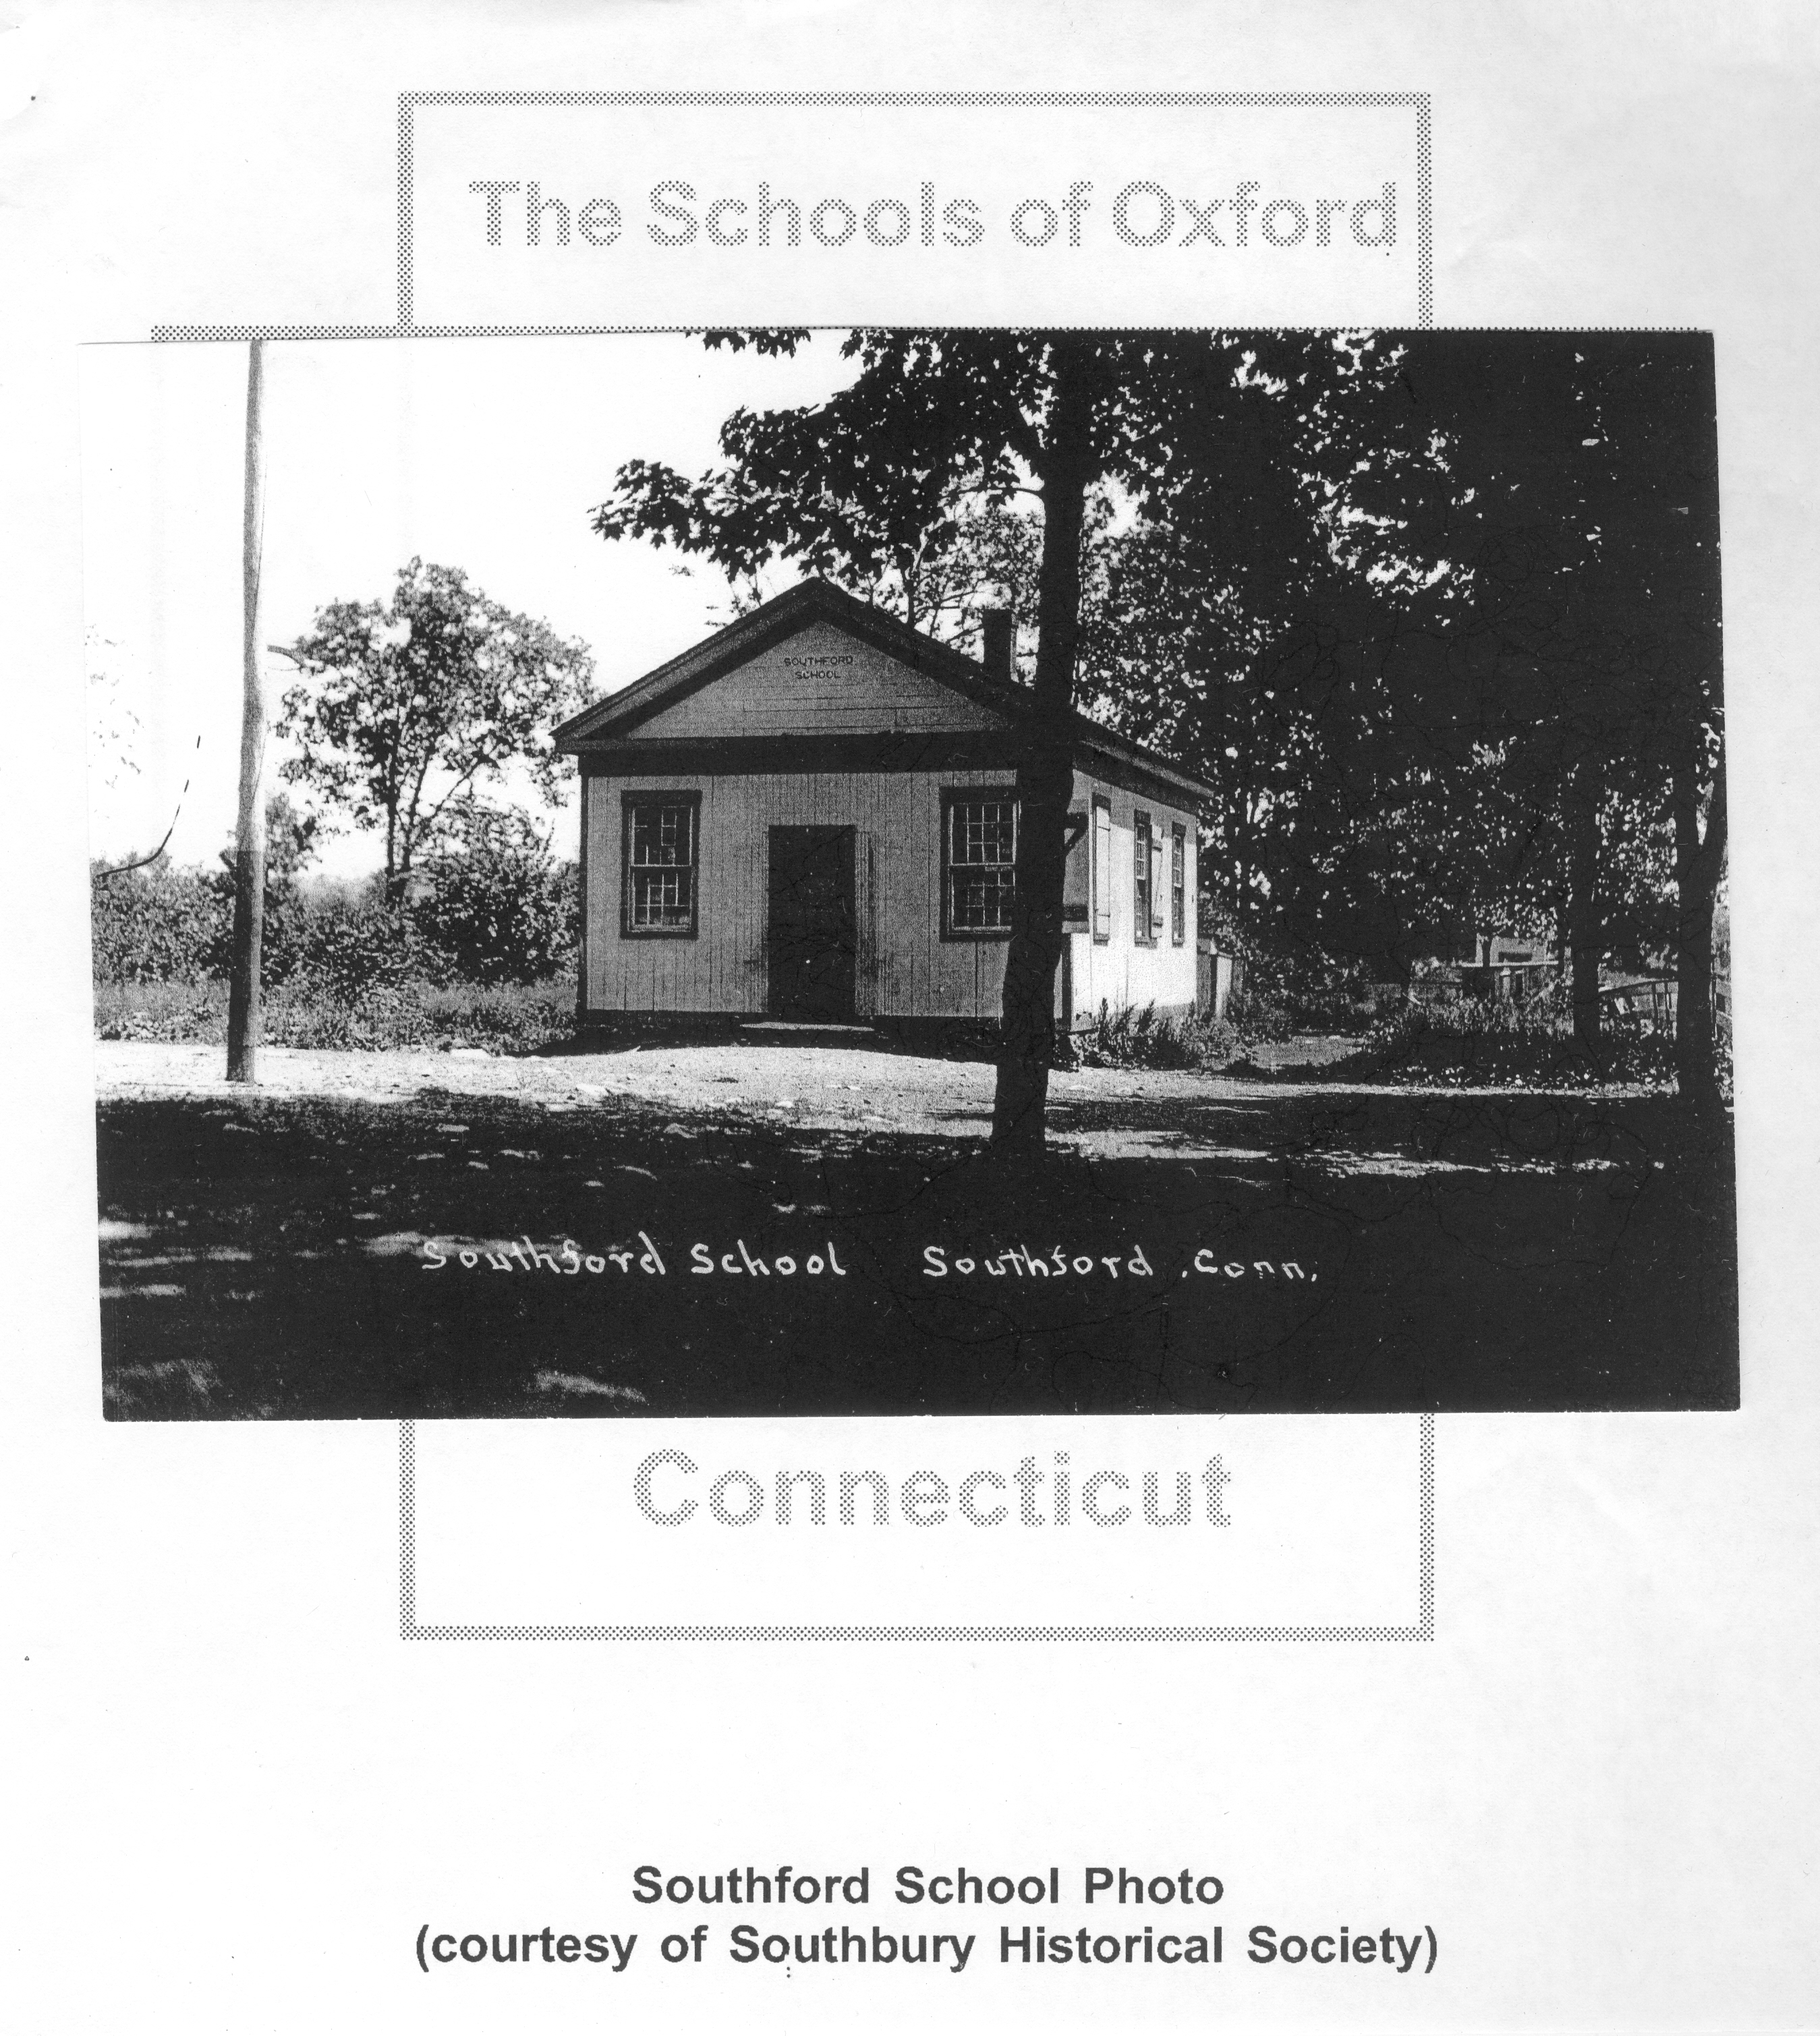 The Schools of Oxford
SOUTHFORD
SCHOOL
Southford School Southford .Conn.
Connecticut
Southford School Photo
(courtesy of Southbury Historical Society)